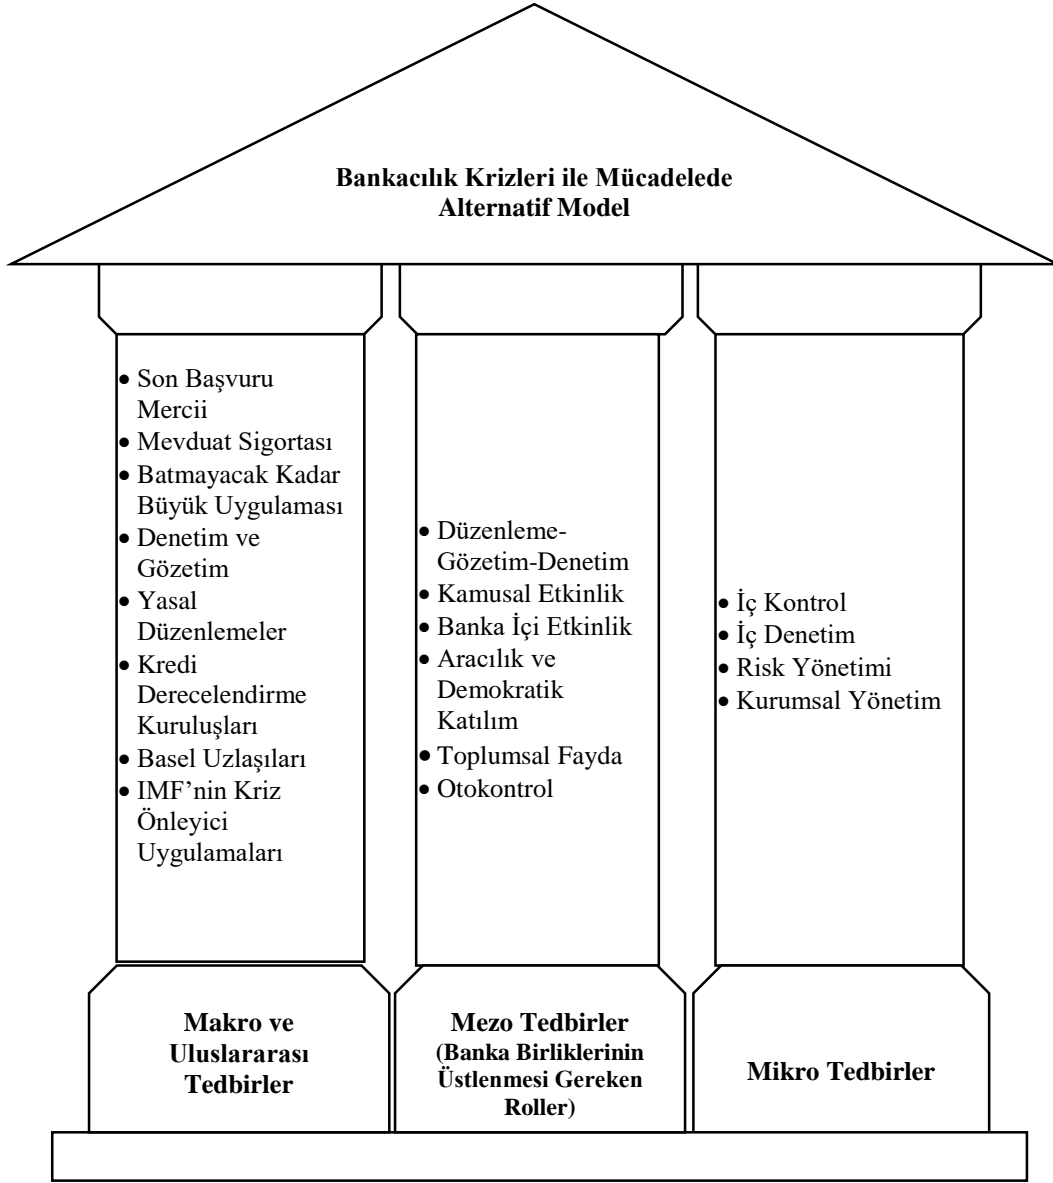 Bankacılık Krizleri ile Mücadelede
Alternatif Model
• Son Başvuru
Mercii
• Mevduat Sigortası
• Batmayacak Kadar
Büyük Uygulaması
• Denetim ve
Gözetim
• Yasal
Düzenlemeler
• Kredi
Derecelendirme
Kuruluşları
• Basel Uzlaşıları
• IMF’nin Kriz
Önleyici
Uygulamaları
Makro ve
Uluslararası
Tedbirler
• Düzenleme-
Gözetim-Denetim
• Kamusal Etkinlik
• Banka İçi Etkinlik
• Aracılık ve
Demokratik
Katılım
• Toplumsal Fayda
• Otokontrol
Mezo Tedbirler
(Banka Birliklerinin
Üstlenmesi Gereken
Roller)
• İç Kontrol
• İç Denetim
• Risk Yönetimi
• Kurumsal Yönetim
Mikro Tedbirler